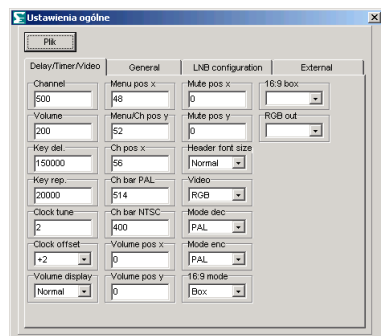 Ustawienia ogólne
Plik
Delay/Timer/Video General LNB configuration External
Channel Menu pos x Mute pos x 16:9 box
500 48 0
Volume Menu/Ch pos y Mute pos y RGB out
200 52 0
Key del. Ch pos x Header font size
150000 56 Normal
Key rep. Ch bar PAL Video
20000 514 RGB
Clock tune Ch bar NTSC Mode dec
2 400 PAL
Clock offset Volume pos x Mode enc
+2 0 PAL
Volume display Volume pos y 16:9 mode
Normal 0 Box